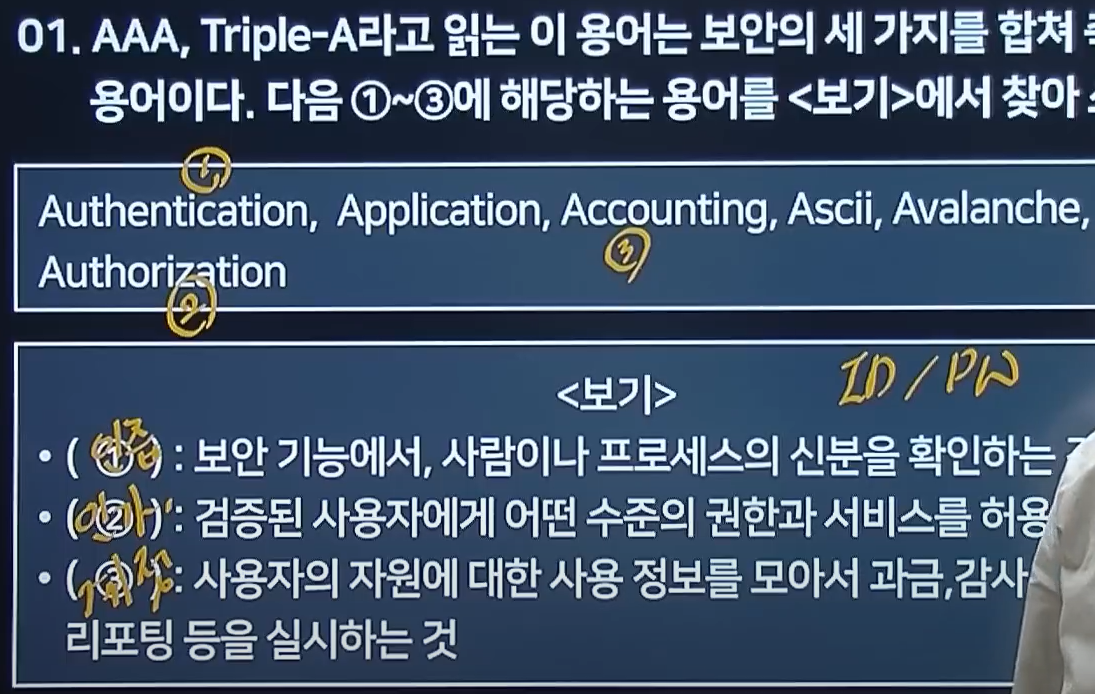 01. AAA, Triple-A라고 읽는 이 용어는 보안의 세 가지를 합쳐
용어이다. 다음 ①~③에 해당하는 용어를 <보기>에서 찾아
①
Authentication, Application, Accounting, Ascii, Avalanche,
③
Authorization
②
<보기>
ID / PW
• ( ① ) : 보안 기능에서, 사람이나 프로세스의 신분을 확인하는
인증
• ( ② ) : 검증된 사용자에게 어떤 수준의 권한과 서비스를 허용
인가
• ( ③ ) : 사용자의 자원에 대한 사용 정보를 모아서 과금,감사
계정
리포팅 등을 실시하는 것